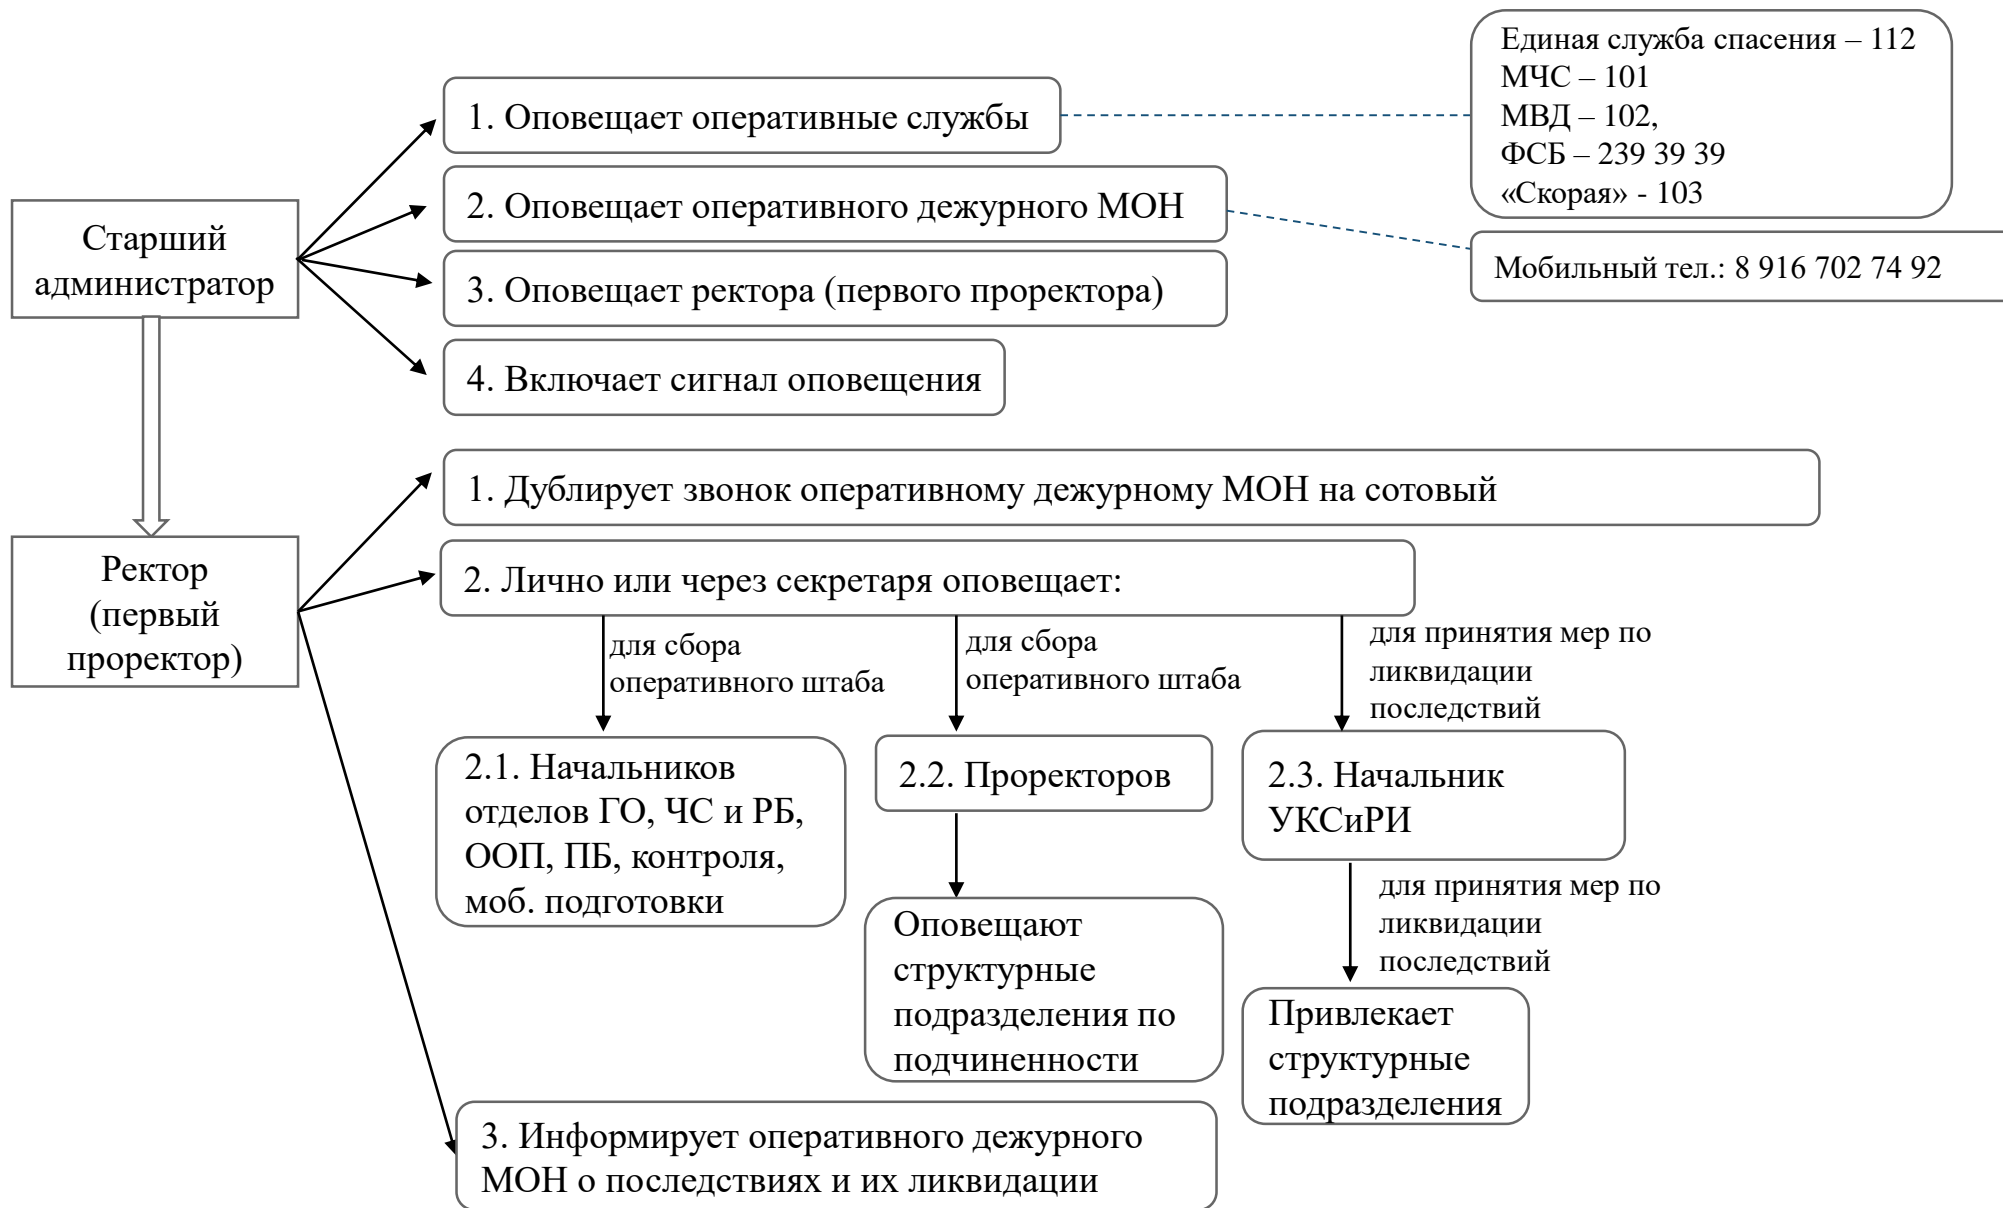 Единая служба спасения – 112
МЧС – 101
МВД – 102,
ФСБ – 239 39 39
«Скорая» - 103
1. Оповещает оперативные службы
2. Оповещает оперативного дежурного МОН
Мобильный тел.: 8 916 702 74 92
Старший
администратор
3. Оповещает ректора (первого проректора)
4. Включает сигнал оповещения
1. Дублирует звонок оперативному дежурному МОН на сотовый
Ректор
(первый
проректор)
2. Лично или через секретаря оповещает:
для сбора
оперативного штаба
для сбора
оперативного штаба
для принятия мер по
ликвидации
последствий
2.1. Начальников
отделов ГО, ЧС и РБ,
ООП, ПБ, контроля,
моб. подготовки
2.2. Проректоров
2.3. Начальник
УКСиРИ
для принятия мер по
ликвидации
последствий
Оповещают
структурные
подразделения по
подчиненности
Привлекает
структурные
подразделения
3. Информирует оперативного дежурного
МОН о последствиях и их ликвидации